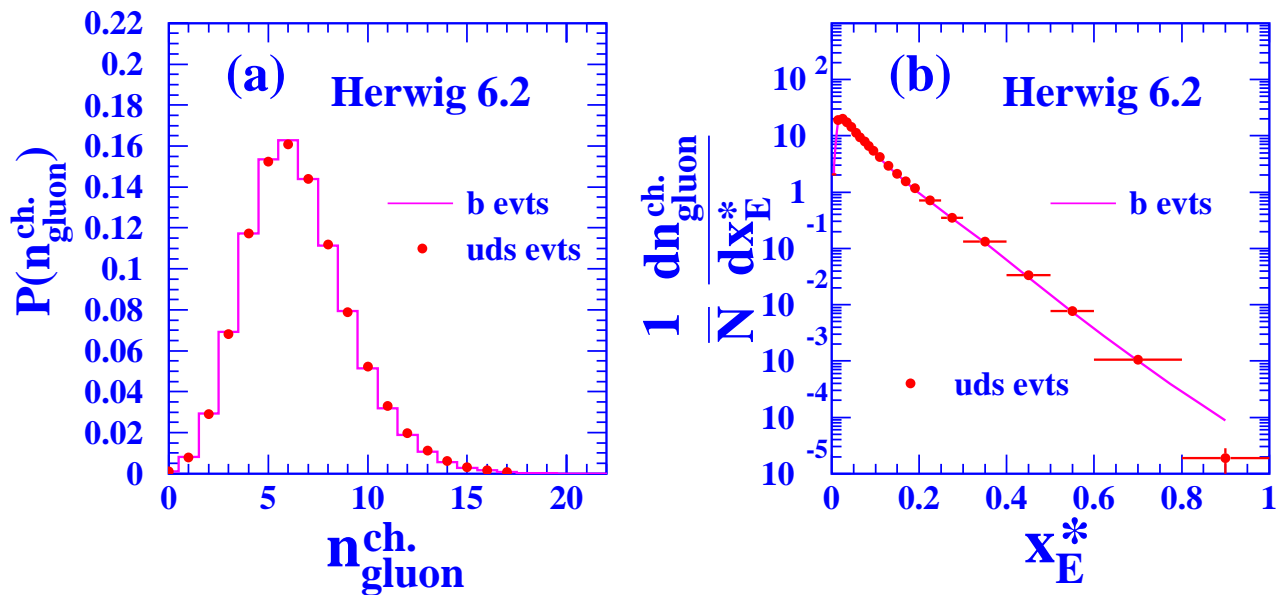 (a)
Herwig 6.2
P(n^ch._gluon)
0.22
0.2
0.18
0.16
0.14
0.12
0.1
0.08
0.06
0.04
0.02
0
b evts
uds evts
0 5 10 15 20
n^ch._gluon
(b)
Herwig 6.2
1/N dn^ch._gluon/dx*_E
10^2
10
1
10^-1
10^-2
10^-3
10^-4
10^-5
b evts
uds evts
0 0.2 0.4 0.6 0.8 1
x*_E